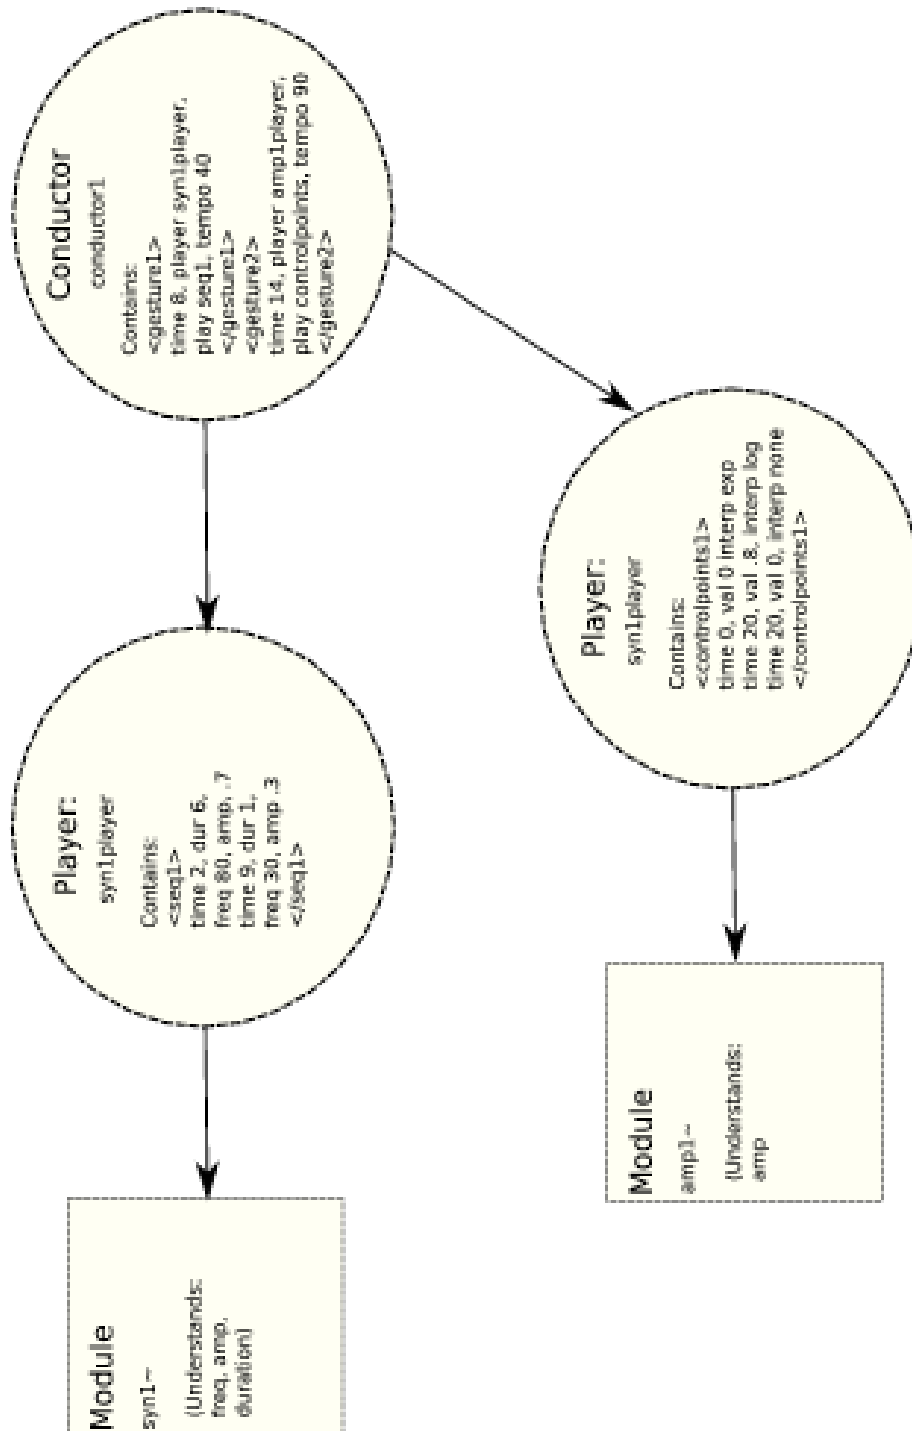 Conductor
conductor1
Contains:
<gesture1>
time 8, player syn1player,
play seq1, tempo 40
</gesture1>
<gesture2>
time 14, player amp1player,
play controlpoints, tempo 90
</gesture2>
Player:
syn1player
Contains:
<seq1>
time 2, dur 6,
freq 80, amp, .7
time 9, dur 1,
freq 30, amp .3
</seq1>
Player:
syn1player
Contains:
<controlpoints1>
time 0, val 0 interp exp
time 20, val .8, interp log
time 20, val 0, interp none
</controlpoints1>
Module
syn1~
(Understands:
freq, amp,
duration)
Module
amp1~
(Understands:
amp